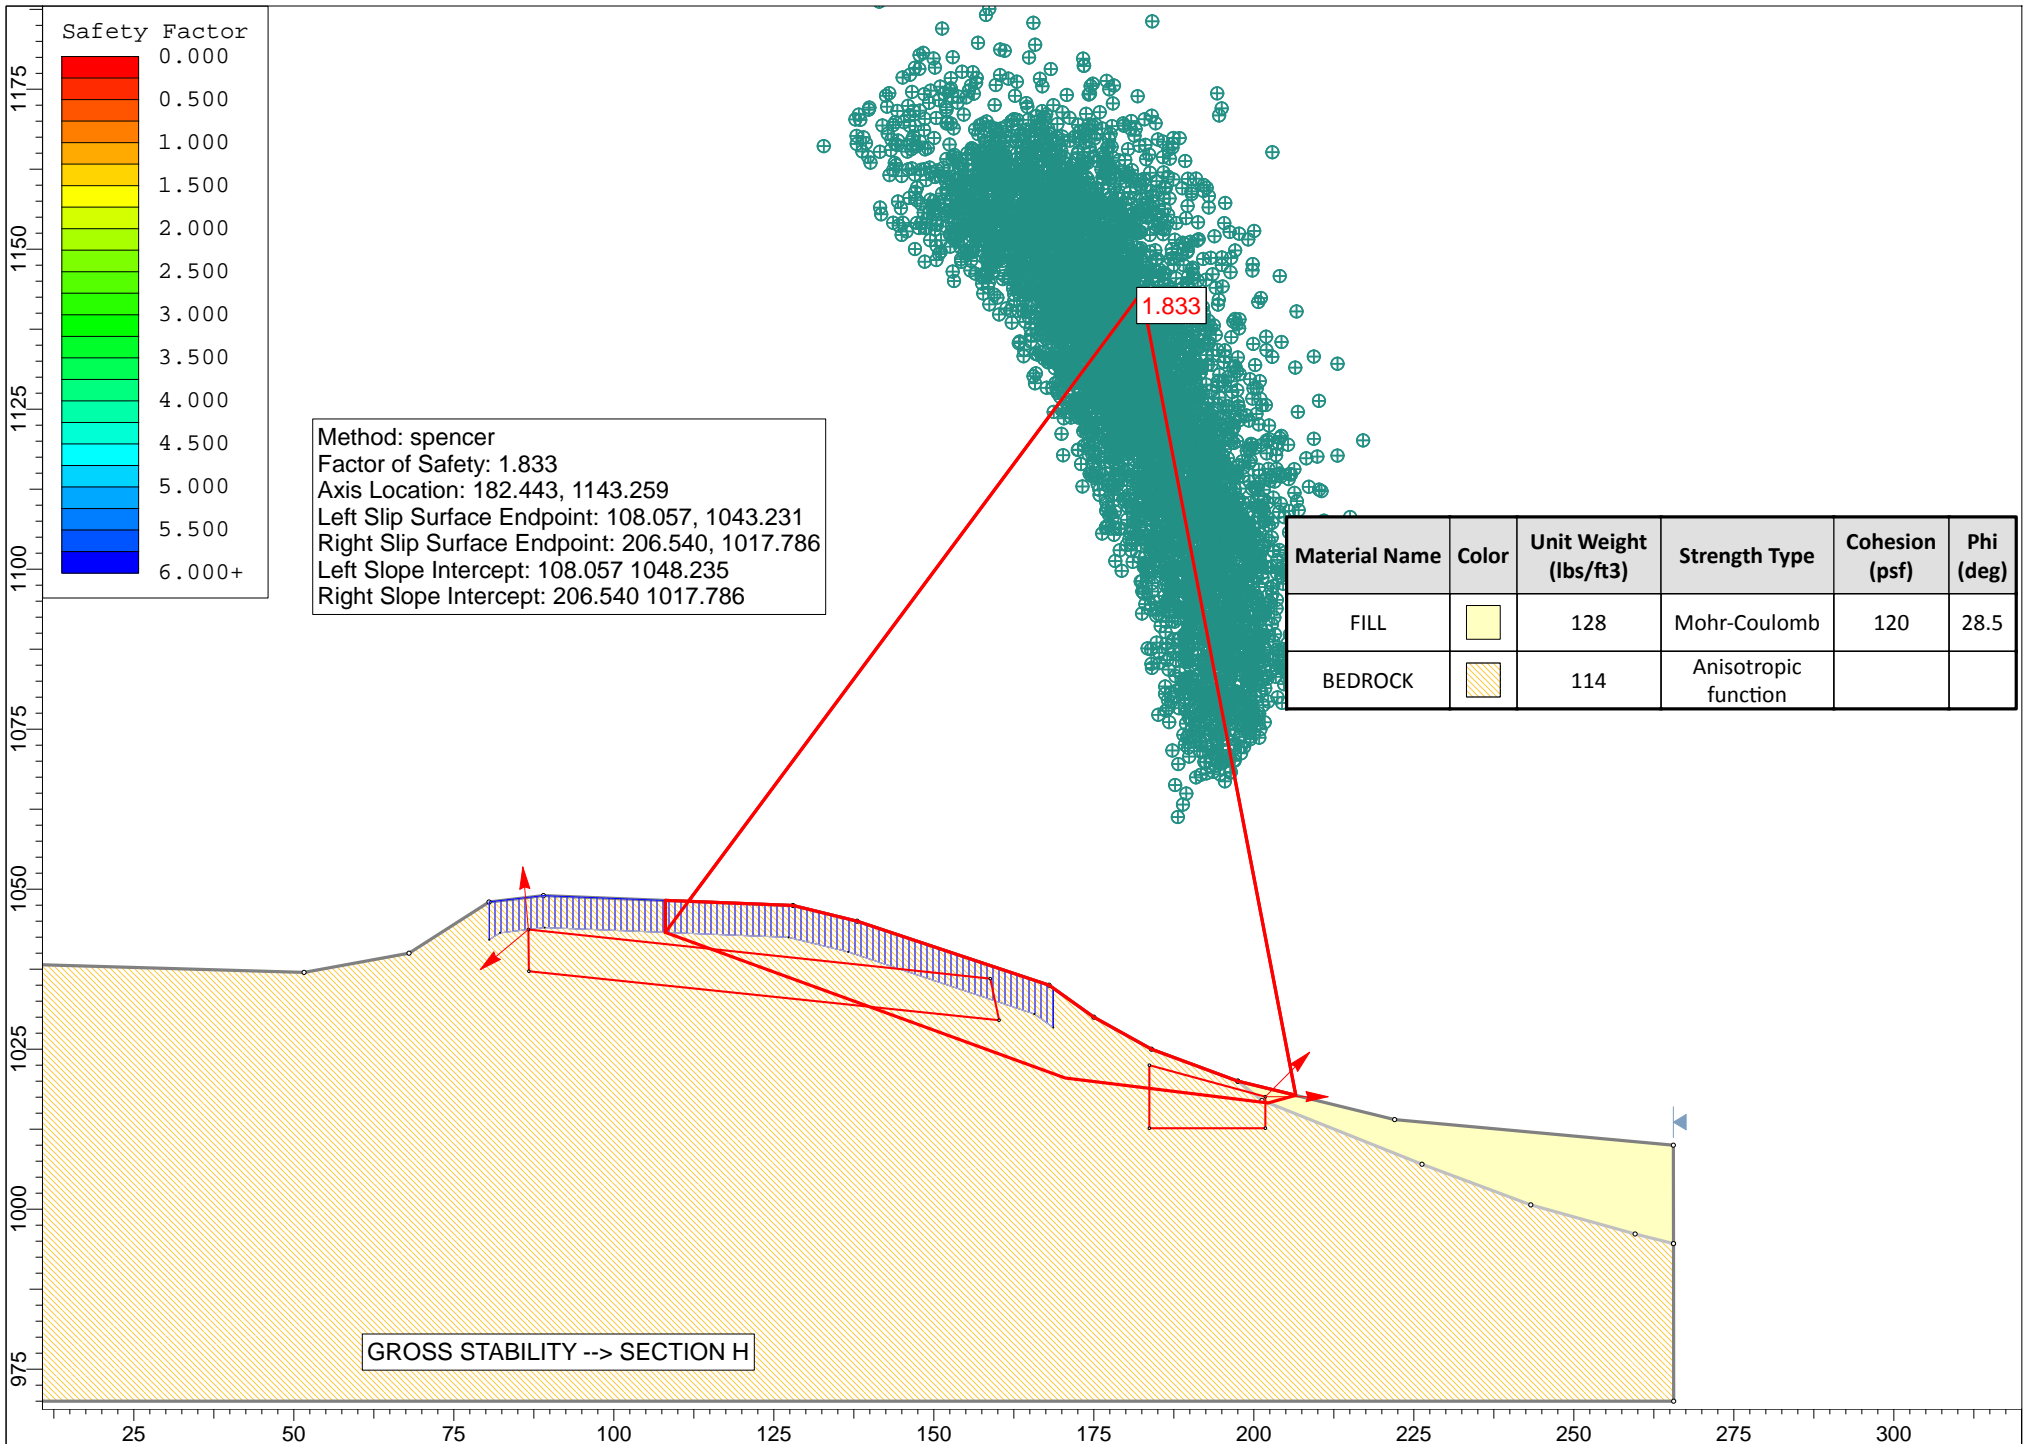 Safety Factor
0.000
0.500
1.000
1.500
2.000
2.500
3.000
3.500
4.000
4.500
5.000
5.500
6.000+
1.833
Method: spencer
Factor of Safety: 1.833
Axis Location: 182.443, 1143.259
Left Slip Surface Endpoint: 108.057, 1043.231
Right Slip Surface Endpoint: 206.540, 1017.786
Left Slope Intercept: 108.057 1048.235
Right Slope Intercept: 206.540 1017.786
Material Name Color Unit Weight (lbs/ft3) Strength Type Cohesion (psf) Phi (deg)
FILL 128 Mohr-Coulomb 120 28.5
BEDROCK 114 Anisotropic function
GROSS STABILITY --> SECTION H
1175
1150
1125
1100
1075
1050
1025
1000
975
25 50 75 100 125 150 175 200 225 250 275 300